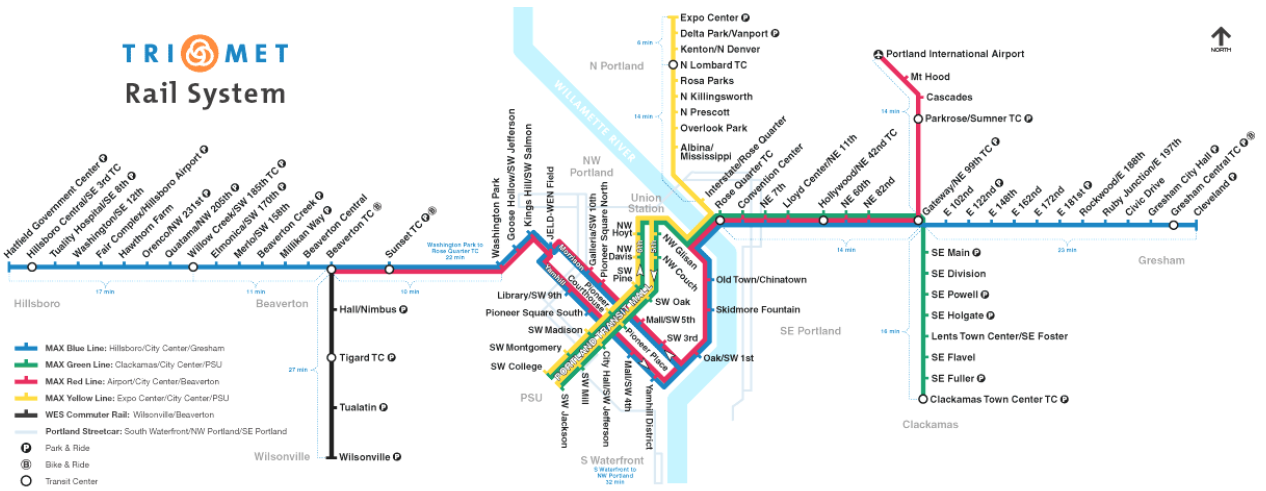 TRI MET
Rail System
NORTH
Expo Center P
Delta Park/Vanport P
Kenton/N Denver
N Lombard TC
Rosa Parks
N Killingsworth
N Prescott
Overlook Park
Albina/
Mississippi
Interstate/Rose Quarter
6 min
14 min
N Portland
WILLAMETTE RIVER
NW
Portland
Union
Station
Portland International Airport
Mt Hood
Cascades
Parkrose/Sumner TC P
14 min
Hatfield Government Center P
Hillsboro Central/SE 3rd TC
Tuality Hospital/SE 8th P
Washington/SE 12th
Fair Complex/Hillsboro Airport P
Hawthorn Farm
Orenco/NW 231st P
Quatama/NW 205th P
Willow Creek/SW 185th TC P
Elmonica/SW 170th P
Merlo/SW 158th
Beaverton Creek P
Millikan Way P
Beaverton Central
Beaverton TC B
Sunset TC P B
Washington Park
Goose Hollow/SW Jefferson
Kings Hill/SW Salmon
JELD-WEN Field
Galleria/SW 10th
Pioneer Square North
Rose Quarter TC
Convention Center
NE 7th
Lloyd Center/NE 11th
Hollywood/NE 42nd TC
NE 60th
NE 82nd
Gateway/NE 99th TC P
E 102nd
E 122nd P
E 148th
E 162nd
E 172nd
E 181st P
Rockwood/E 188th
Ruby Junction/E 197th
Civic Drive
Gresham City Hall P
Gresham Central TC P B
Cleveland P
Washington Park to
Rose Quarter TC
22 min
17 min
11 min
12 min
14 min
23 min
Hillsboro
Beaverton
Gresham
NW
Hoyt
NW
Davis
SW
Pine
NW Glisan
NW Couch
Morrison
Yamhill
Pioneer
Courthouse
PORTLAND TRANSIT MALL
SW Oak
Mall/SW 5th
SW 3rd
Pioneer Place
Old Town/Chinatown
Skidmore Fountain
Oak/SW 1st
Library/SW 9th
Pioneer Square South
SW Madison
SW Montgomery
SW College
PSU
SW Jackson
SW Mill
City Hall/SW Jefferson
Mall/SW 4th
Yamhill District
S Waterfront
S Waterfront to
NW Portland
32 min
SE Portland
SE Main P
SE Division
SE Powell P
SE Holgate P
Lents Town Center/SE Foster
SE Flavel
SE Fuller P
Clackamas Town Center TC P
16 min
Clackamas
Hall/Nimbus P
Tigard TC P
Tualatin P
Wilsonville P
27 min
Wilsonville
MAX Blue Line: Hillsboro/City Center/Gresham
MAX Green Line: Clackamas/City Center/PSU
MAX Red Line: Airport/City Center/Beaverton
MAX Yellow Line: Expo Center/City Center/PSU
WES Commuter Rail: Wilsonville/Beaverton
Portland Streetcar: South Waterfront/NW Portland/SE Portland
P Park & Ride
B Bike & Ride
Transit Center